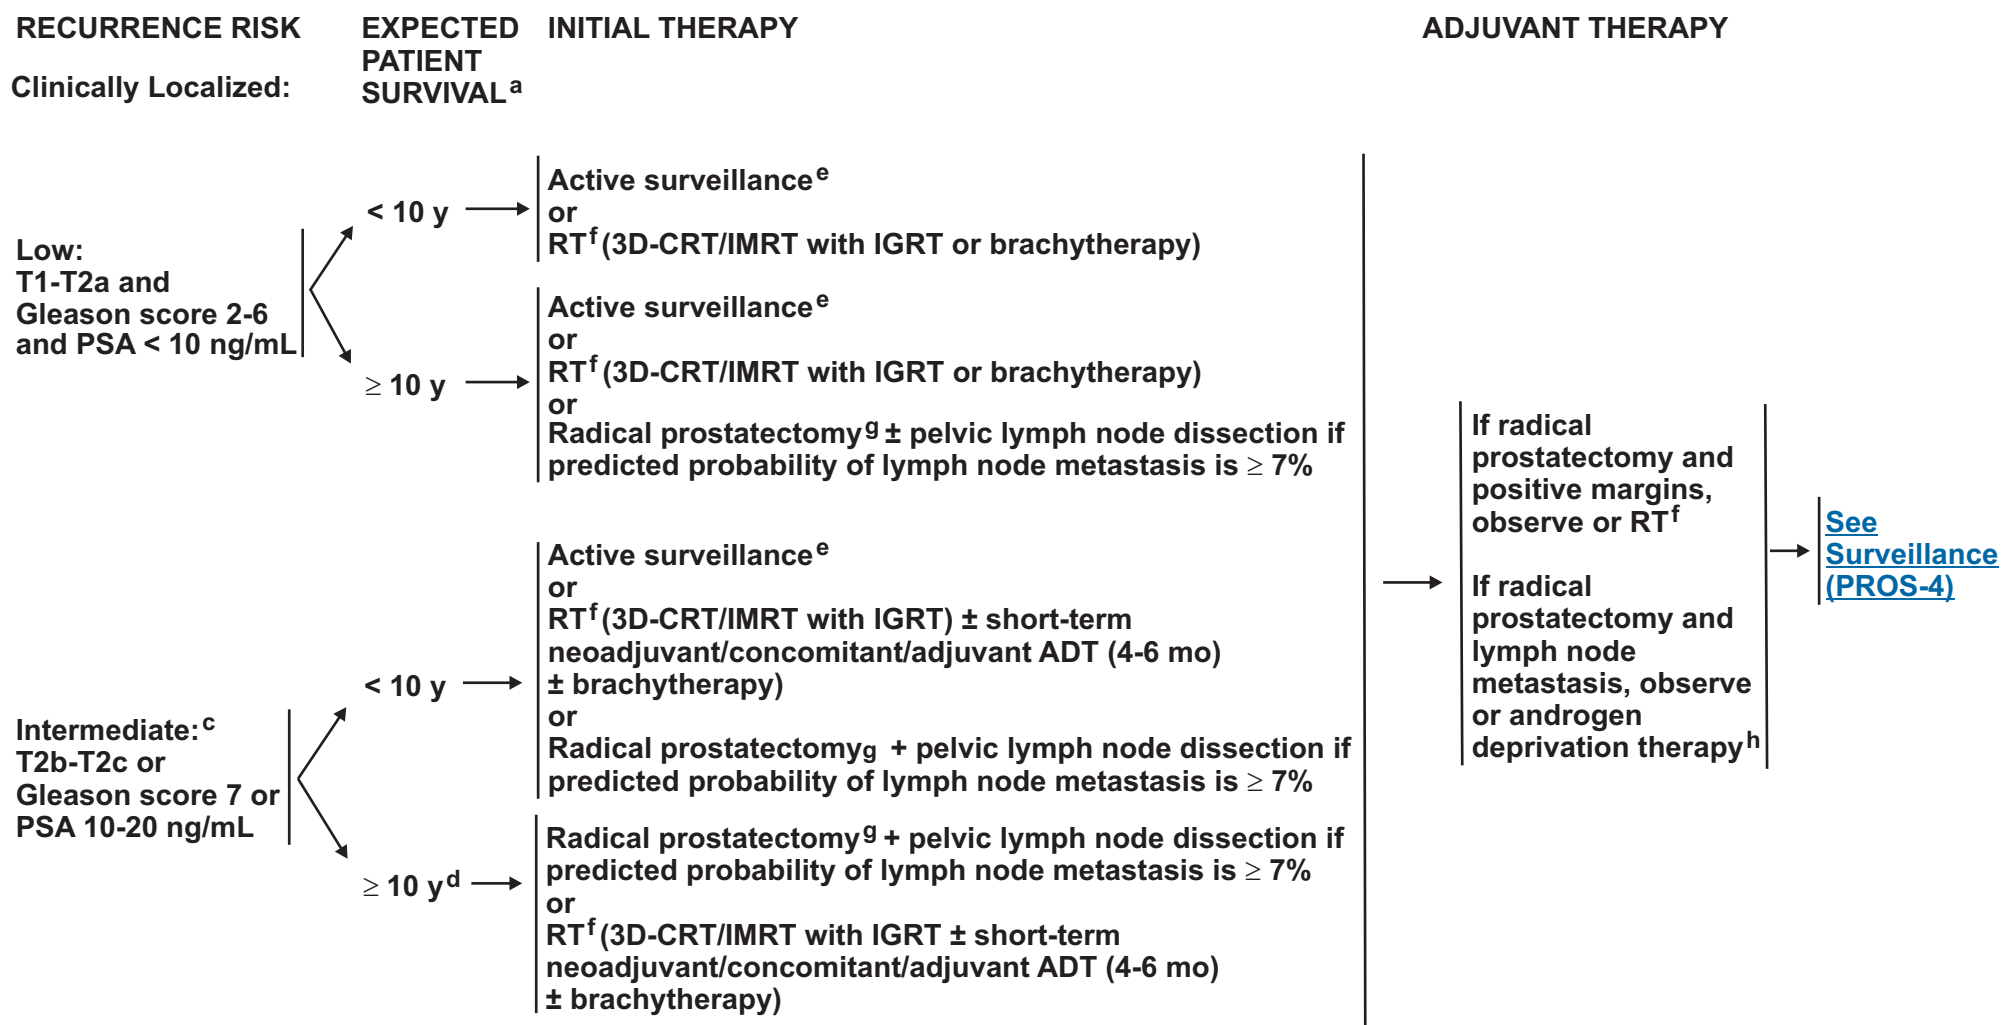 RECURRENCE RISK
Clinically Localized:
EXPECTED
PATIENT
SURVIVALa
INITIAL THERAPY
ADJUVANT THERAPY
Low:
T1-T2a and
Gleason score 2-6
and PSA < 10 ng/mL
< 10 y
Active surveillancee
or
RTf (3D-CRT/IMRT with IGRT or brachytherapy)
≥ 10 y
Active surveillancee
or
RTf (3D-CRT/IMRT with IGRT or brachytherapy)
or
Radical prostatectomyg ± pelvic lymph node dissection if
predicted probability of lymph node metastasis is ≥ 7%
Intermediate:c
T2b-T2c or
Gleason score 7 or
PSA 10-20 ng/mL
< 10 y
Active surveillancee
or
RTf (3D-CRT/IMRT with IGRT) ± short-term
neoadjuvant/concomitant/adjuvant ADT (4-6 mo)
± brachytherapy)
or
Radical prostatectomyg + pelvic lymph node dissection if
predicted probability of lymph node metastasis is ≥ 7%
≥ 10 yd
Radical prostatectomyg + pelvic lymph node dissection if
predicted probability of lymph node metastasis is ≥ 7%
or
RTf (3D-CRT/IMRT with IGRT ± short-term
neoadjuvant/concomitant/adjuvant ADT (4-6 mo)
± brachytherapy)
If radical
prostatectomy and
positive margins,
observe or RTf
If radical
prostatectomy and
lymph node
metastasis, observe
or androgen
deprivation therapyh
See
Surveillance
(PROS-4)